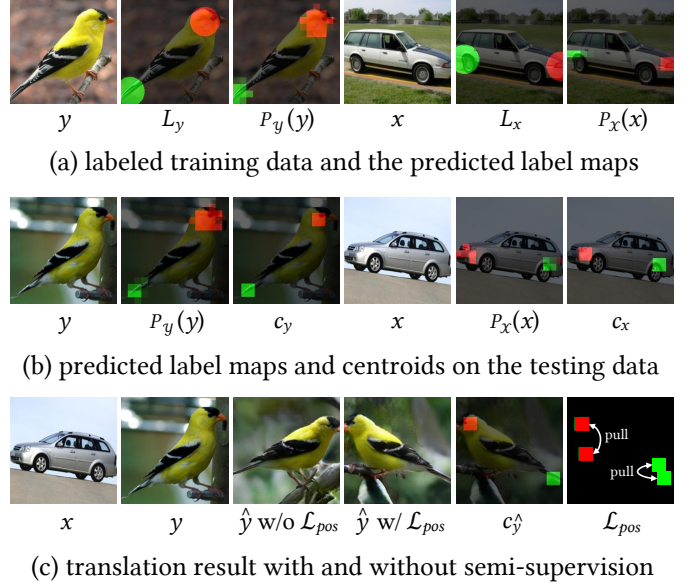 y L_y P_𝒴(y) x L_x P_𝒳(x)
(a) labeled training data and the predicted label maps
y P_𝒴(y) c_y x P_𝒳(x) c_x
(b) predicted label maps and centroids on the testing data
pull
pull
x y ŷ w/o ℒ_pos ŷ w/ ℒ_pos c_ŷ ℒ_pos
(c) translation result with and without semi-supervision